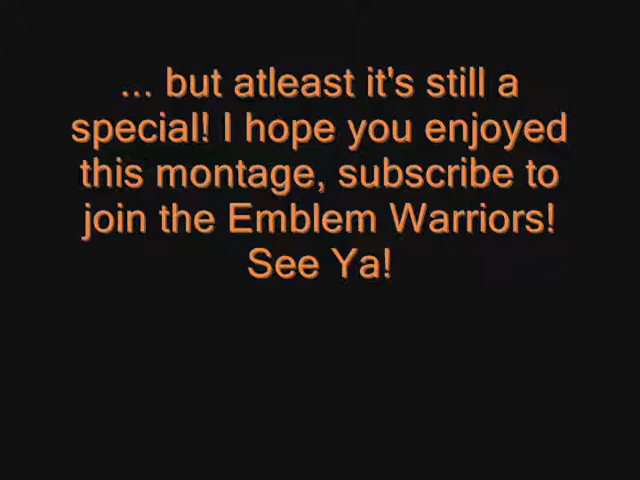 ... but atleast it's still a
special! I hope you enjoyed
this montage, subscribe to
join the Emblem Warriors!
See Ya!